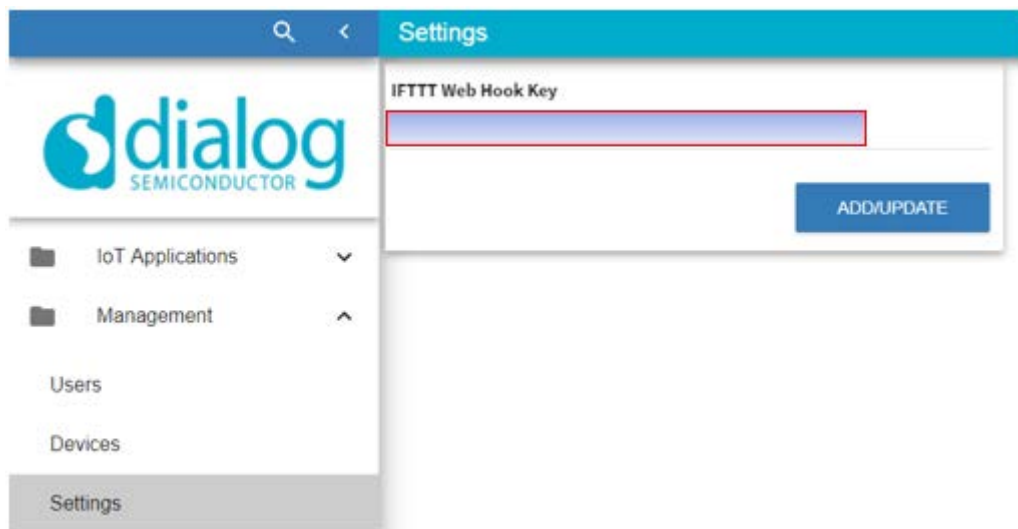 Settings
dialog
SEMICONDUCTOR
IoT Applications
Management
Users
Devices
Settings
IFTTT Web Hook Key
ADD/UPDATE